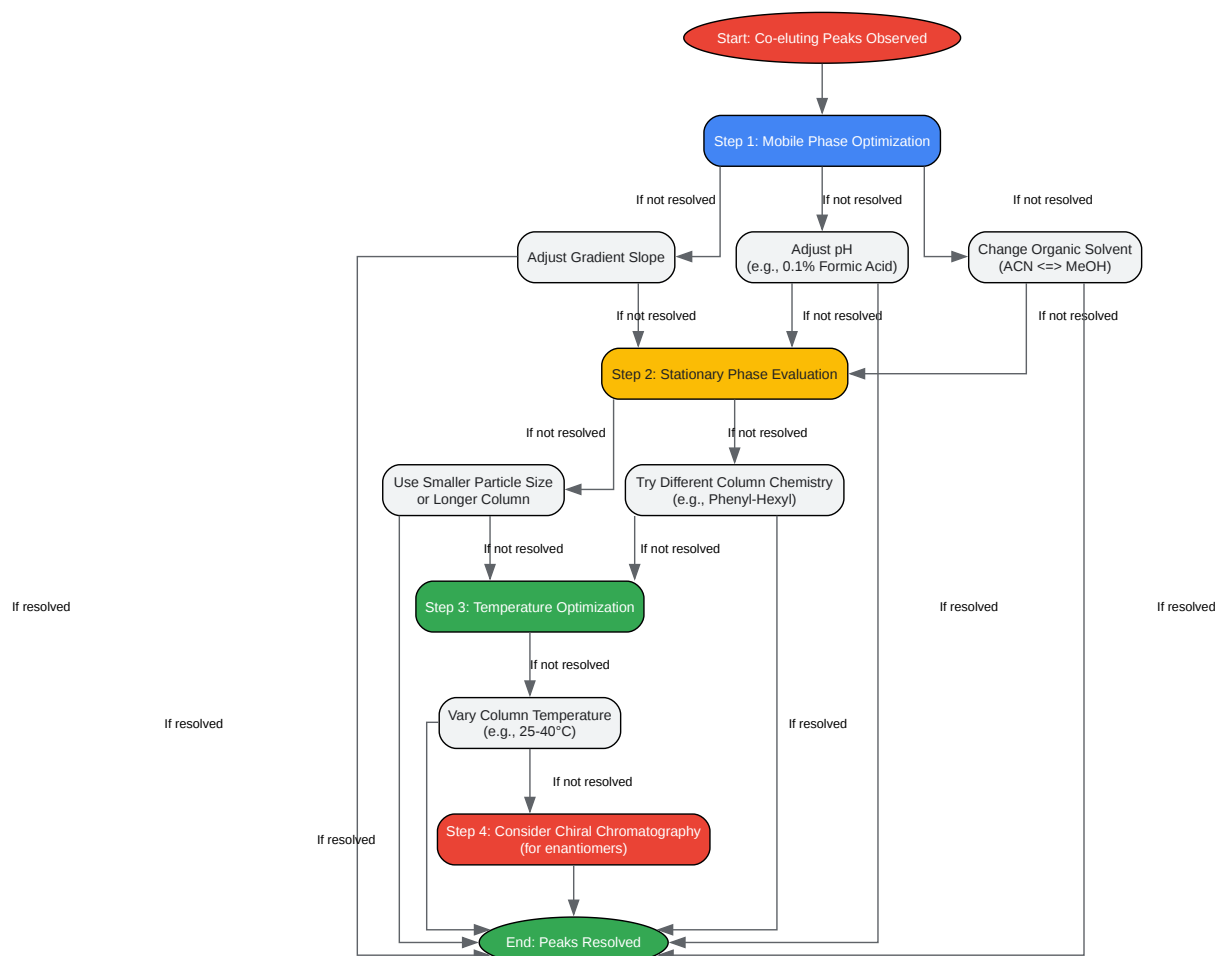 Start: Co-eluting Peaks Observed
Step 1: Mobile Phase Optimization
If not resolved
If not resolved
If not resolved
Adjust Gradient Slope
Adjust pH
(e.g., 0.1% Formic Acid)
Change Organic Solvent
(ACN <=> MeOH)
If not resolved
If not resolved
If not resolved
Step 2: Stationary Phase Evaluation
If not resolved
If not resolved
Use Smaller Particle Size
or Longer Column
Try Different Column Chemistry
(e.g., Phenyl-Hexyl)
If not resolved
If not resolved
If resolved
Step 3: Temperature Optimization
If resolved
If resolved
If not resolved
If resolved
Vary Column Temperature
(e.g., 25-40°C)
If resolved
If not resolved
If resolved
Step 4: Consider Chiral Chromatography
(for enantiomers)
End: Peaks Resolved